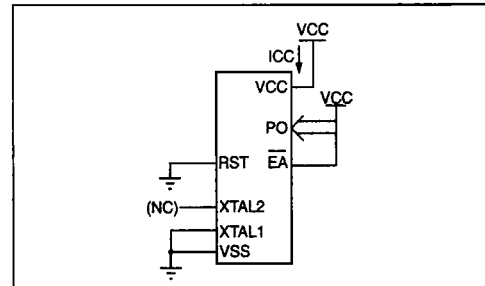 VCC
ICC
VCC
VCC
PO
RST
EA
(NC)
XTAL2
XTAL1
VSS